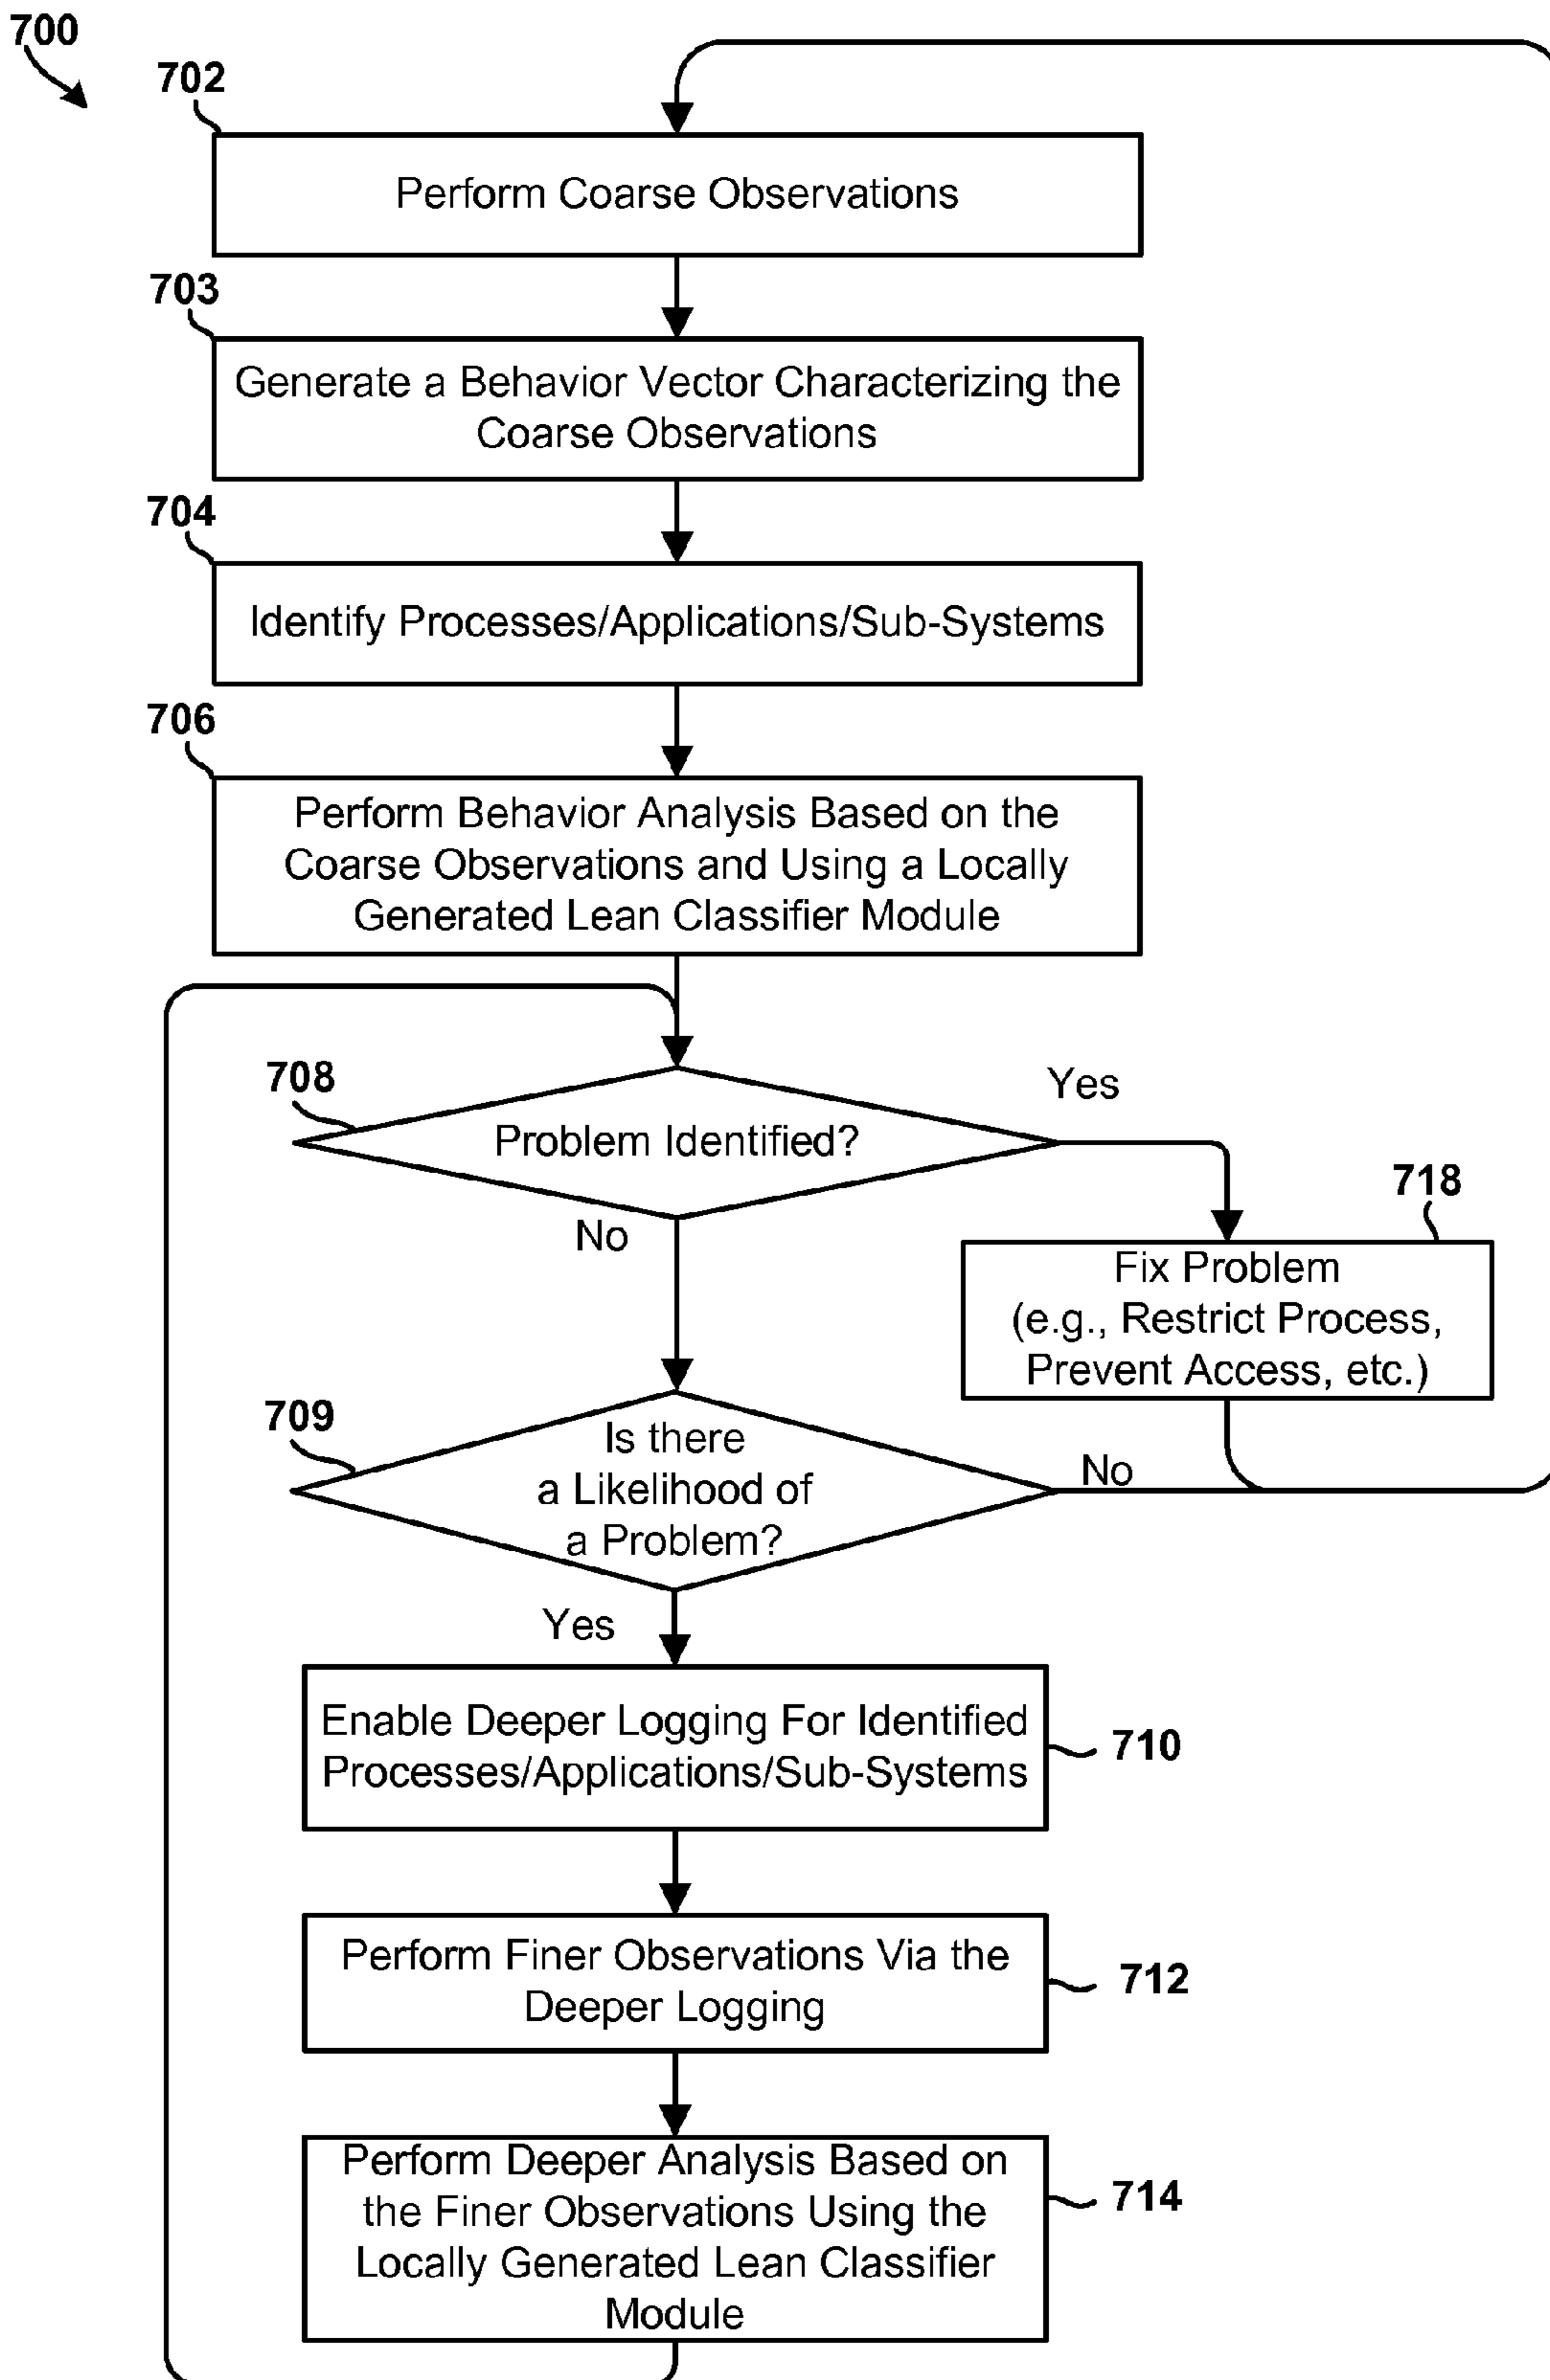 700
702
Perform Coarse Observations
703
Generate a Behavior Vector Characterizing the
Coarse Observations
704
Identify Processes/Applications/Sub-Systems
706
Perform Behavior Analysis Based on the
Coarse Observations and Using a Locally
Generated Lean Classifier Module
708
Problem Identified?
Yes
No
718
Fix Problem
(e.g., Restrict Process,
Prevent Access, etc.)
709
Is there
a Likelihood of
a Problem?
No
Yes
Enable Deeper Logging For Identified
Processes/Applications/Sub-Systems
710
Perform Finer Observations Via the
Deeper Logging
712
Perform Deeper Analysis Based on
the Finer Observations Using the
Locally Generated Lean Classifier
Module
714